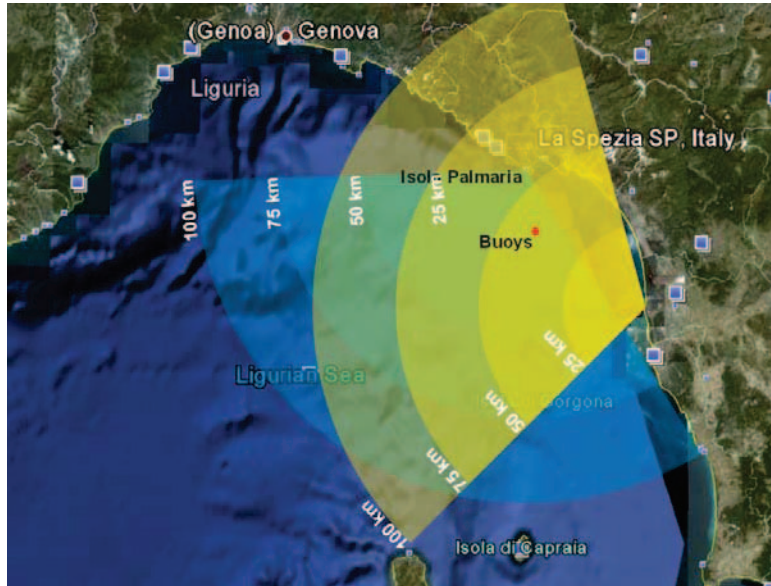 (Genoa) Genova
Liguria
La Spezia SP, Italy
Isola Palmaria
100 km
75 km
50 km
25 km
Buoys
25 km
Ligurian Sea
50 km
Gorgona
75 km
100 km
Isola di Capraia